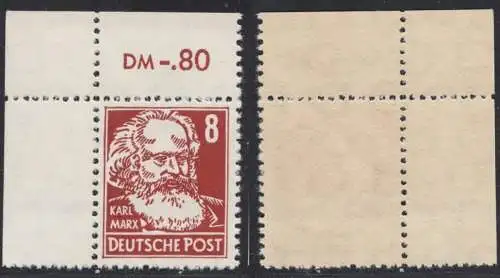 DM-.80
8
KARL
MARX
DEUTSCHE POST